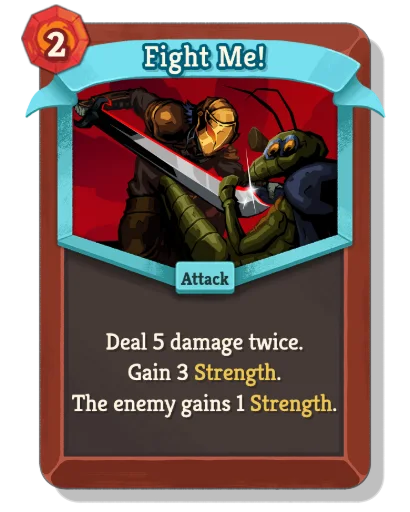 2
Fight Me!
Attack
Deal 5 damage twice.
Gain 3 Strength.
The enemy gains 1 Strength.